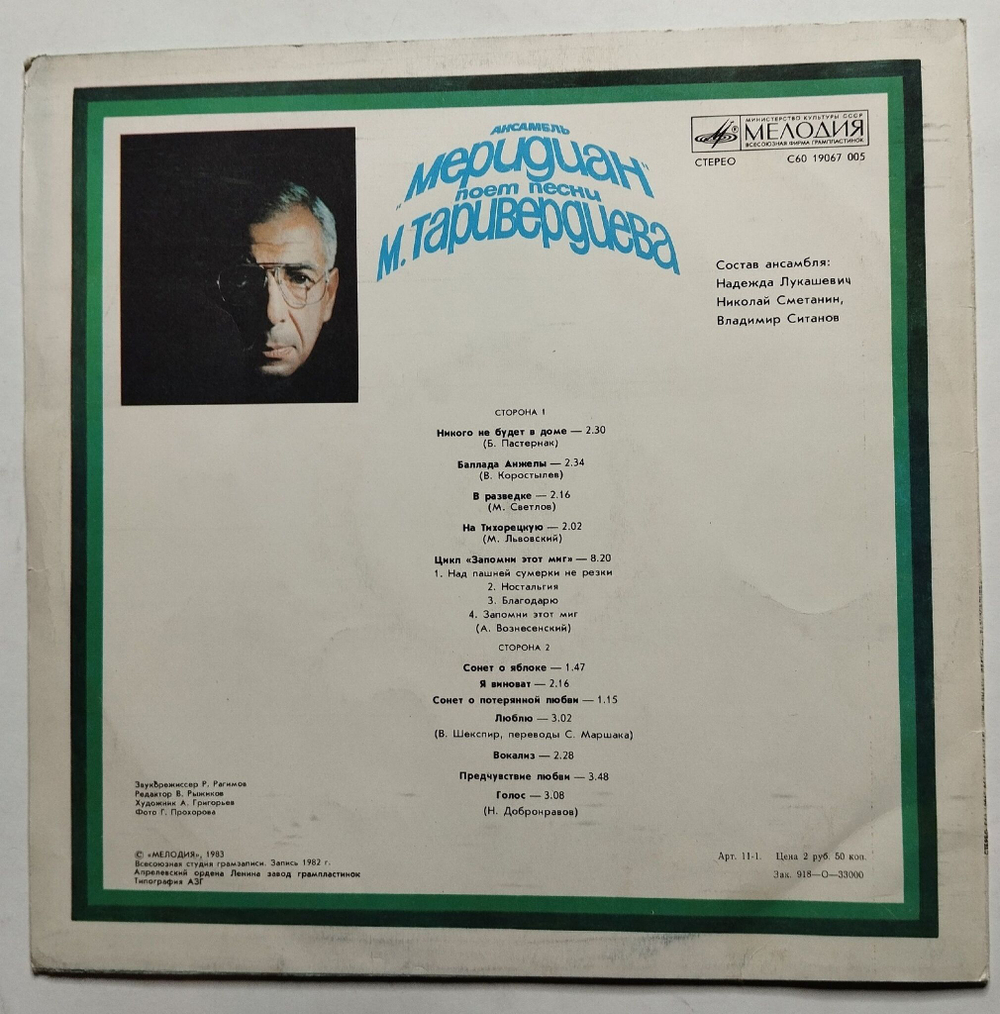 АНСАМБЛЬ
„Меридиан"
поет песни
М. Таривердиева
МИНИСТЕРСТВО КУЛЬТУРЫ СССР
МЕЛОДИЯ
ВСЕСОЮЗНАЯ ФИРМА ГРАМПЛАСТИНОК
СТЕРЕО С60 19067 005
Состав ансамбля:
Надежда Лукашевич
Николай Сметанин,
Владимир Ситанов
СТОРОНА 1
Никого не будет в доме — 2.30
(Б. Пастернак)
Баллада Анжелы — 2.34
(В. Коростылев)
В разведке — 2.16
(М. Светлов)
На Тихорецкую — 2.02
(М. Львовский)
Цикл «Запомни этот миг» — 8.20
1. Над пашней сумерки не резки
2. Ностальгия
3. Благодарю
4. Запомни этот миг
(А. Вознесенский)
СТОРОНА 2
Сонет о яблоке — 1.47
Я виноват — 2.16
Сонет о потерянной любви — 1.15
Люблю — 3.02
(В. Шекспир, переводы С. Маршака)
Вокализ — 2.28
Предчувствие любви — 3.48
Голос — 3.08
(Н. Добронравов)
Звукорежиссер Р. Рагимов
Редактор В. Рыжиков
Художник А. Григорьев
Фото Г. Прохорова
© «МЕЛОДИЯ», 1983
Всесоюзная студия грамзаписи. Запись 1982 г.
Апрелевский ордена Ленина завод грампластинок
Типография АЗГ
Арт. 11-1. Цена 2 руб. 50 коп.
Зак. 918—О—33000